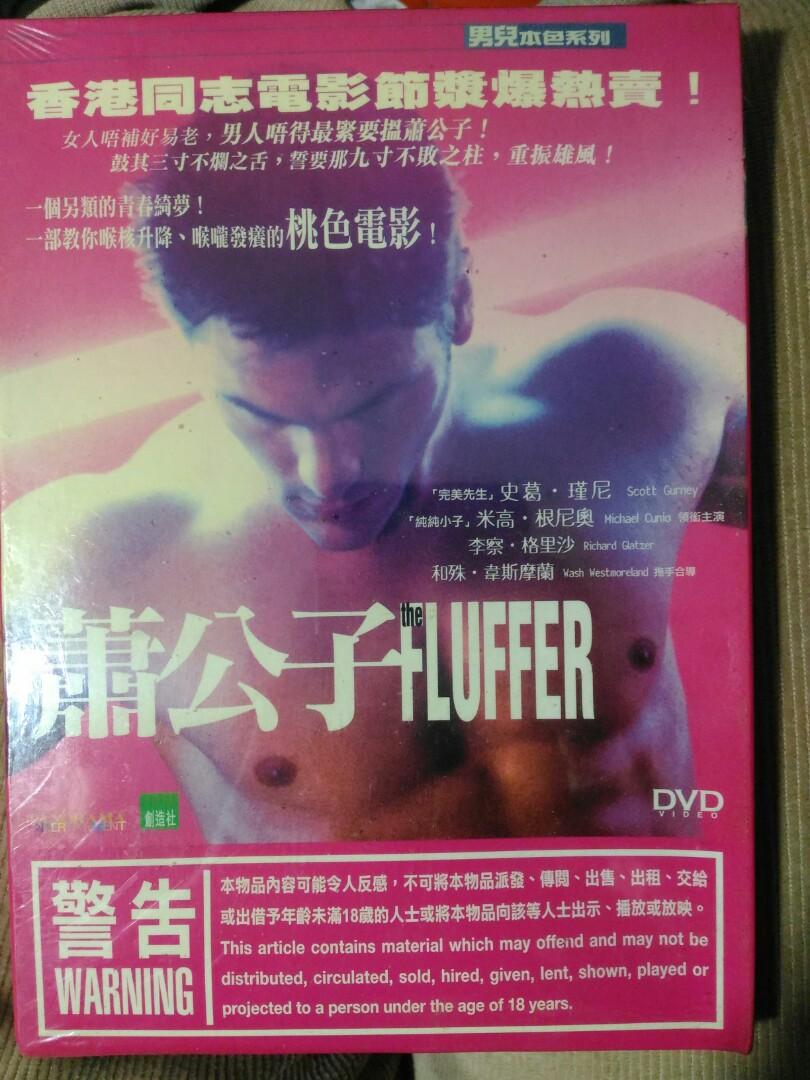 男兒本色系列
香港同志電影節漿爆熱賣！
女人唔補好易老，男人唔得最緊要搵蕭公子！
鼓其三寸不爛之舌，誓要那九寸不敗之柱，重振雄風！
一個另類的青春綺夢！
一部教你喉核升降、喉嚨發癢的桃色電影！
「完美先生」史葛·瑾尼 Scott Gurney
「純純小子」米高·根尼奧 Michael Cunio 領銜主演
李察·格里沙 Richard Glatzer
和殊·韋斯摩蘭 Wash Westmoreland 携手合導
蕭公子 the FLUFFER
創造社
DVD
VIDEO
警告
WARNING
本物品內容可能令人反感，不可將本物品派發、傳閱、出售、出租、交給
或出借予年齡未滿18歲的人士或將本物品向該等人士出示、播放或放映。
This article contains material which may offend and may not be
distributed, circulated, sold, hired, given, lent, shown, played or
projected to a person under the age of 18 years.